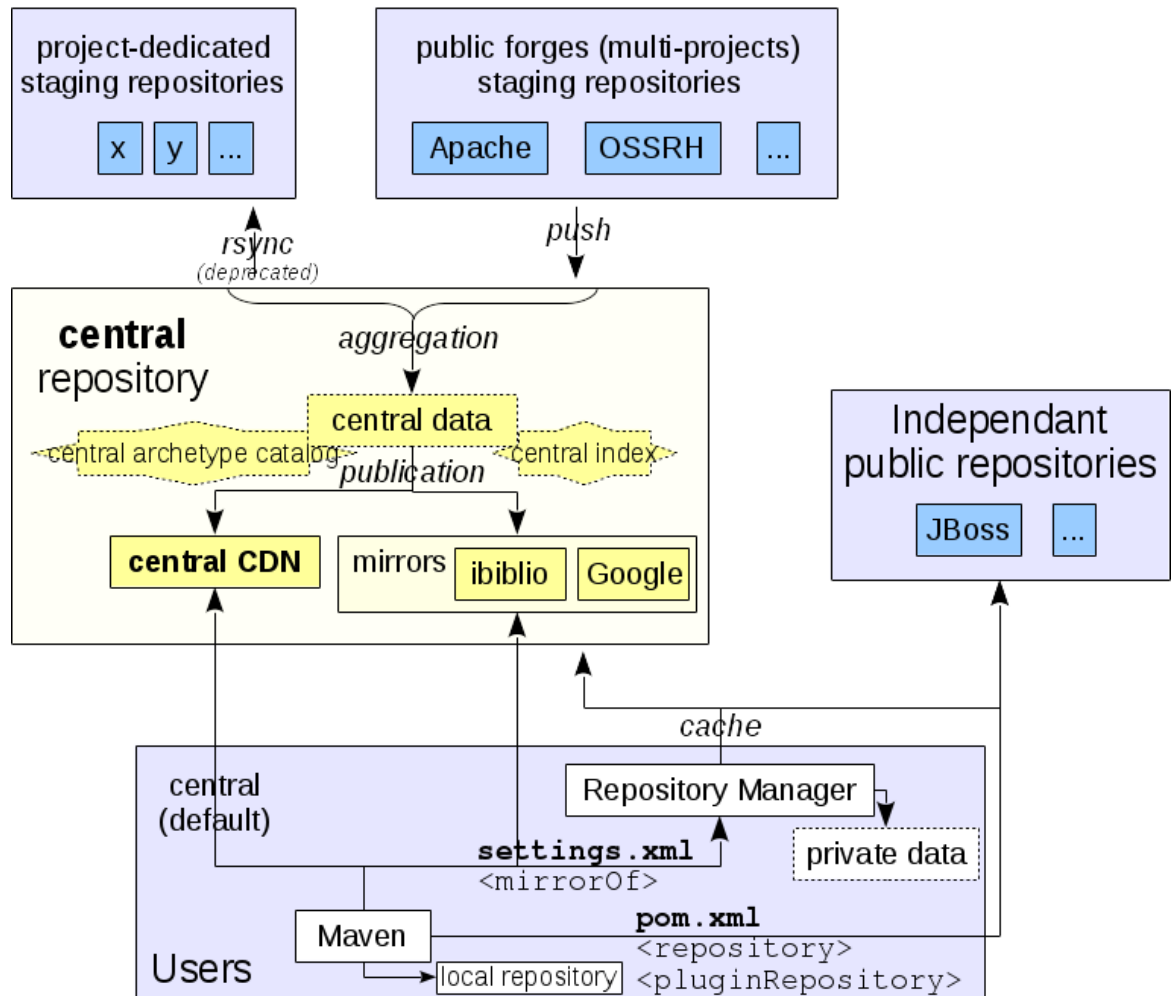 project-dedicated
staging repositories
x
y
...
public forges (multi-projects)
staging repositories
Apache
OSSRH
...
rsync
(deprecated)
push
central
repository
aggregation
central data
central archetype catalog
central index
publication
central CDN
mirrors
ibiblio
Google
Independant
public repositories
JBoss
...
cache
central
(default)
Repository Manager
private data
settings.xml
<mirrorOf>
Maven
pom.xml
<repository>
<pluginRepository>
local repository
Users